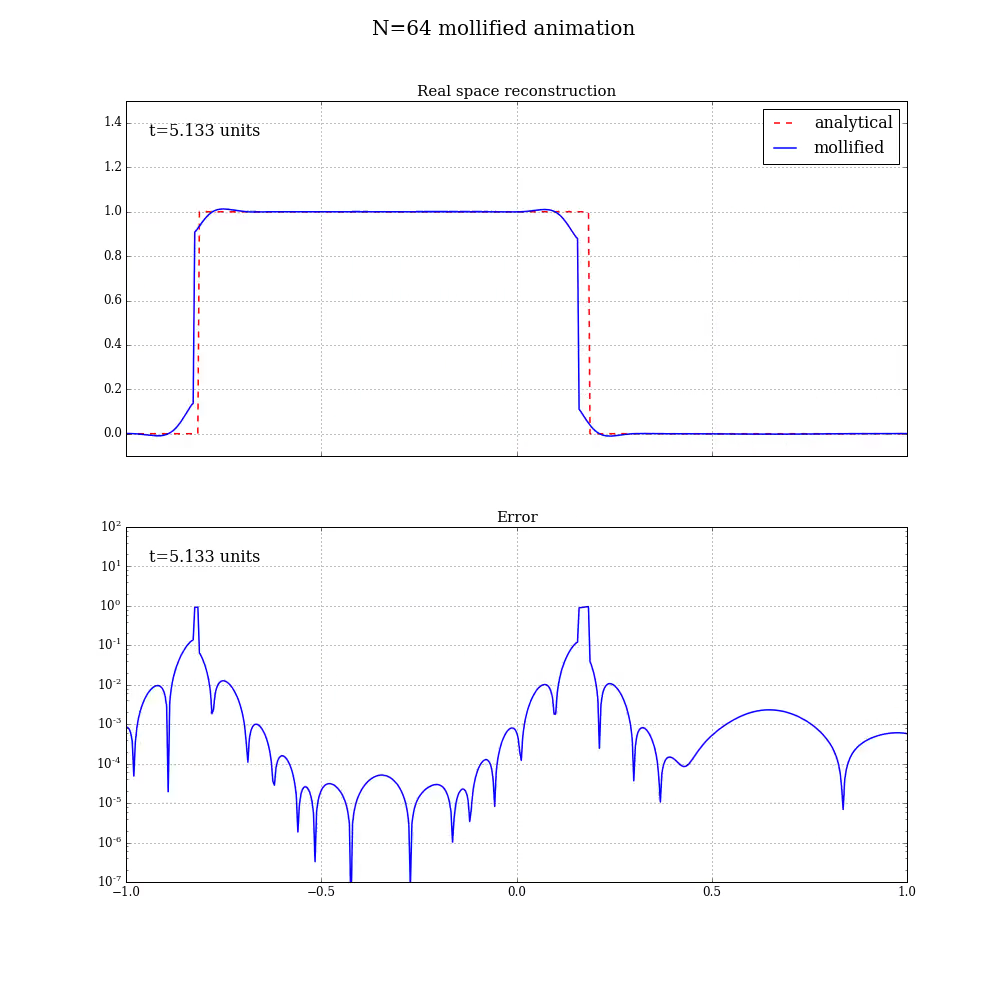 N=64 mollified animation
Real space reconstruction
t=5.133 units
analytical
mollified
1.4
1.2
1.0
0.8
0.6
0.4
0.2
0.0
Error
t=5.133 units
10²
10¹
10⁰
10⁻¹
10⁻²
10⁻³
10⁻⁴
10⁻⁵
10⁻⁶
10⁻⁷
−1.0 −0.5 0.0 0.5 1.0